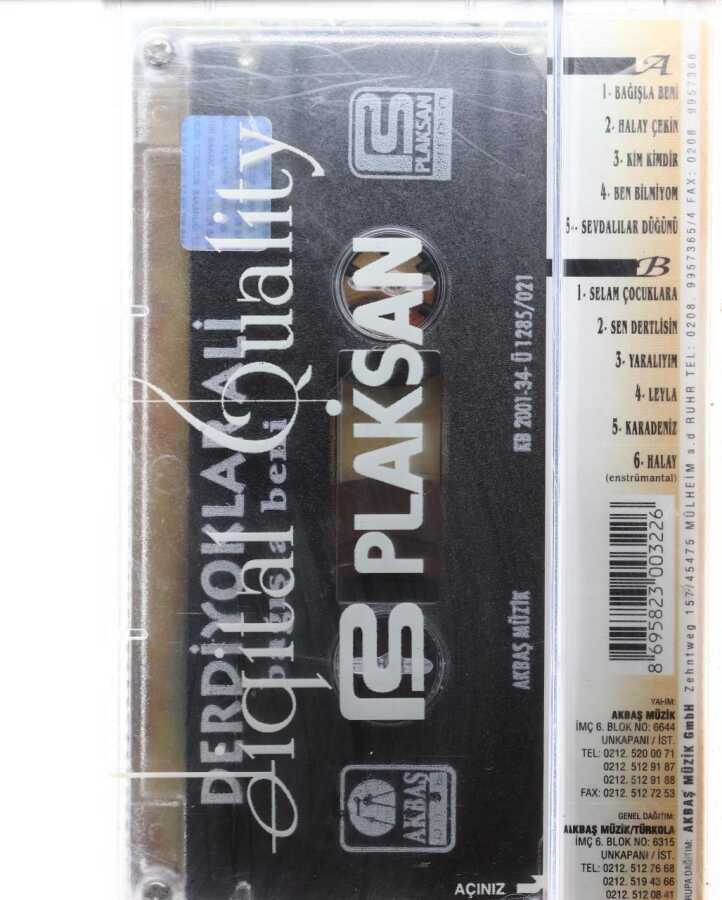 A
1- BAĞIŞLA BENİ
2- HALAY ÇEKİN
3- KİM KİMDİR
4- BEN BİLMİYOM
5-- SEVDALILAR DÜĞÜNÜ
B
1- SELAM ÇOCUKLARA
2- SEN DERTLİSİN
3- YARALIYIM
4- LEYLA
5- KARADENİZ
6- HALAY
(enstrümantal)
8 695823 003226
YAHIM:
AKBAŞ MÜZİK
İMÇ 6. BLOK NO: 6644
UNKAPANI / İST.
TEL: 0212. 520 00 71
0212. 512 91 87
0212. 512 91 88
FAX: 0212. 512 72 53
GENEL DAĞITIM:
AKBAŞ MÜZİK/TÜRKOLA
İMÇ 6. BLOK NO: 6315
UNKAPANI / İST.
TEL: 0212. 512 76 68
0212. 519 43 66
0212. 512 08 41
AKBAŞ MÜZİK GmbH Zehntweg 157/45475 MÜLHEİM a.d RUHR TEL: 0208. 9957365/4 FAX: 0208 9957366
DERDİYOKLAR ALİ
beni
Digital Quality
PLAKSAN
PLAKSAN
AKBAŞ
AKBAŞ MÜZİK
KB 2001-34- Ü 1285/021
AÇINIZ